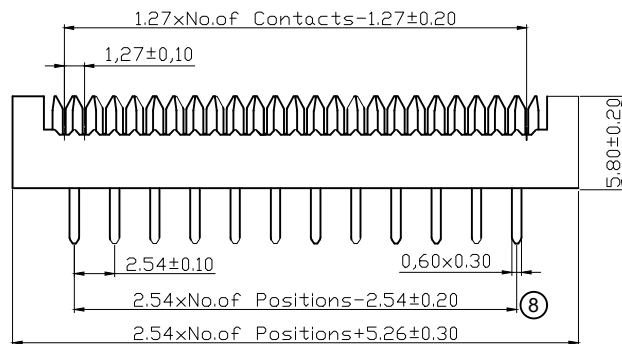 1.27xNo.of Contacts-1.27±0.20
1,27±0,10
5.80±0.20
2.54±0.10
0,60x0.30
2.54xNo.of Positions-2.54±0.20
8
2.54xNo.of Positions+5.26±0.30